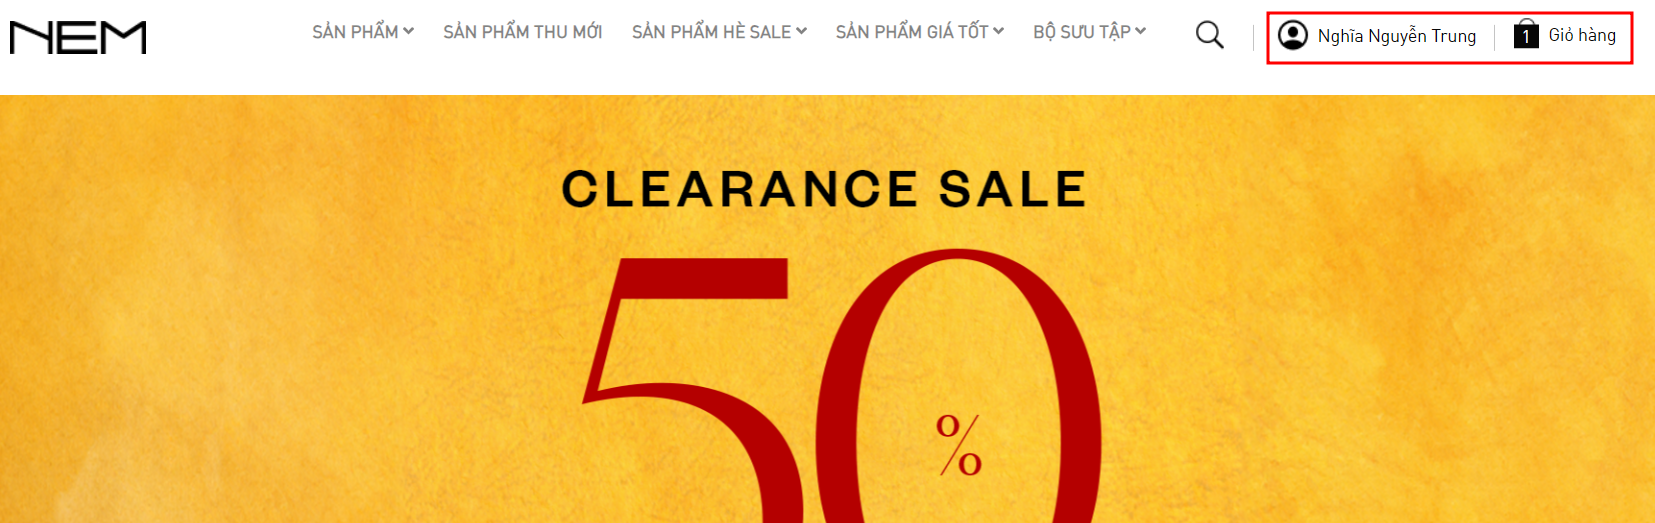 NEM SẢN PHẨM SẢN PHẨM THU MỚI SẢN PHẨM HÈ SALE SẢN PHẨM GIÁ TỐT BỘ SƯU TẬP Nghĩa Nguyễn Trung 1 Giỏ hàng
CLEARANCE SALE
50%